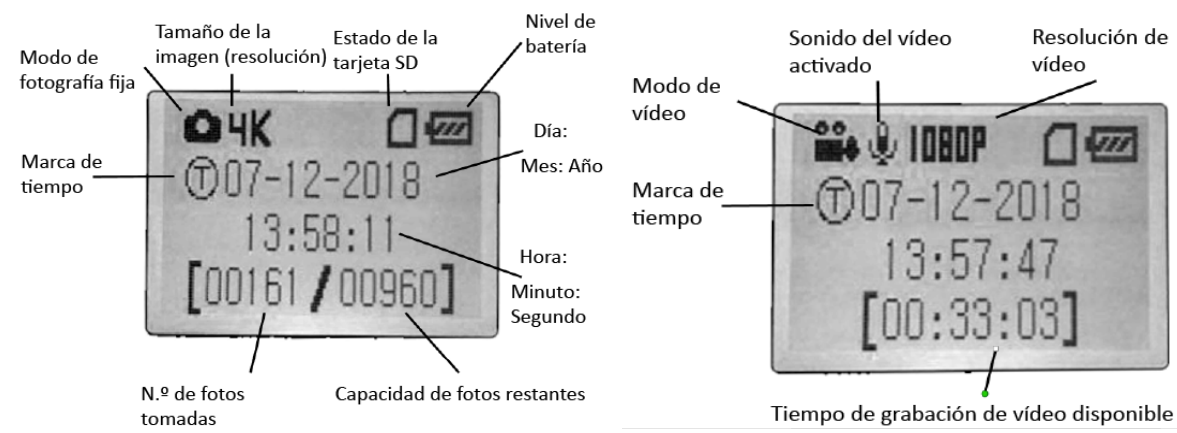 Modo de
fotografía fija
Tamaño de la
imagen (resolución)
Estado de la
tarjeta SD
Nivel de
batería
4K
Marca de
tiempo
T 07-12-2018
Día:
Mes: Año
13:58:11
Hora:
Minuto:
Segundo
[00161/00960]
N.º de fotos
tomadas
Capacidad de fotos restantes
Sonido del vídeo
activado
Resolución de
vídeo
Modo de
vídeo
1080P
Marca de
tiempo
T 07-12-2018
13:57:47
[00:33:03]
Tiempo de grabación de vídeo disponible